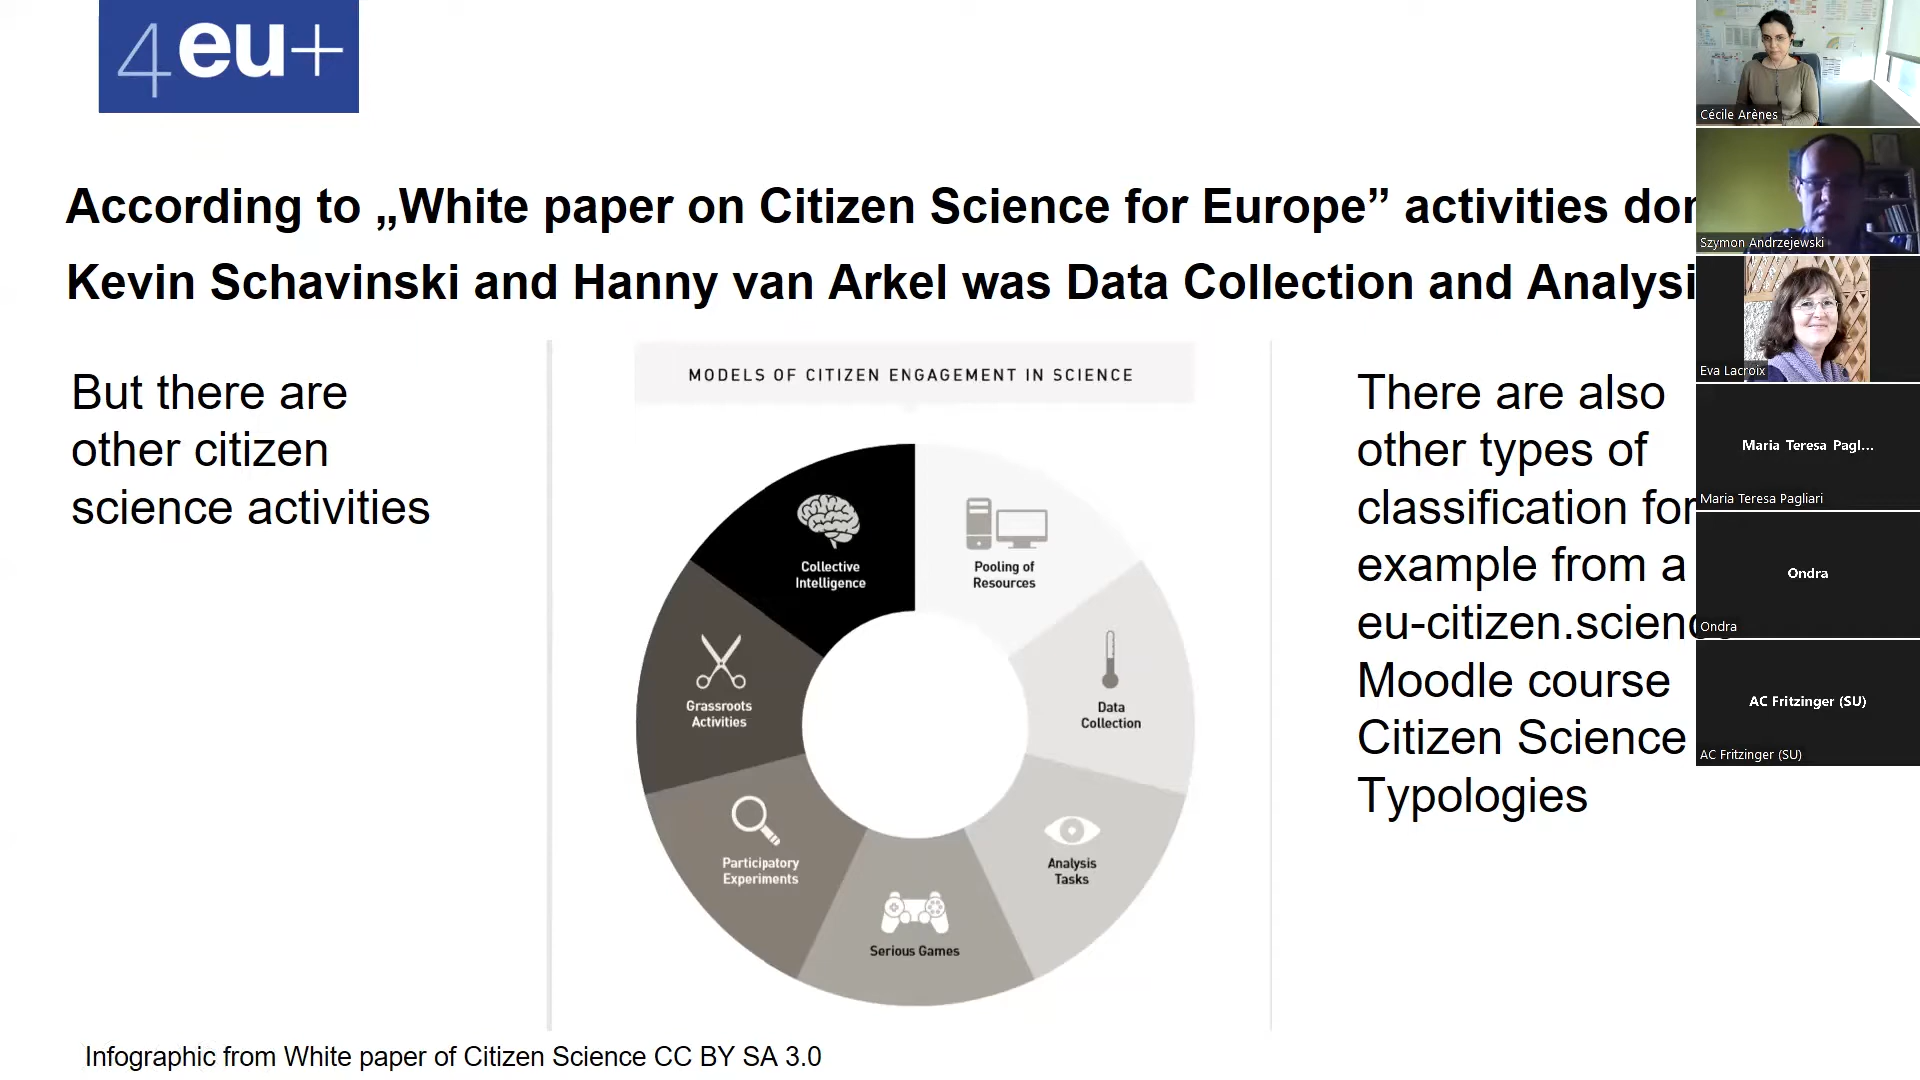 4eu+
According to „White paper on Citizen Science for Europe” activities
Kevin Schavinski and Hanny van Arkel was Data Collection and
But there are
other citizen
science activities
MODELS OF CITIZEN ENGAGEMENT IN SCIENCE
Collective
Intelligence
Pooling of
Resources
Grassroots
Activities
Data
Collection
Participatory
Experiments
Analysis
Tasks
Serious Games
There are also
other types of
classification for
example from a
Moodle course
Citizen Science
Typologies
Infographic from White paper of Citizen Science CC BY SA 3.0
Cécile Arènes
Szymon Andrzejewski
Eva Lacroix
Maria Teresa Pagl...
Maria Teresa Pagliari
Ondra
Ondra
AC Fritzinger (SU)
AC Fritzinger (SU)